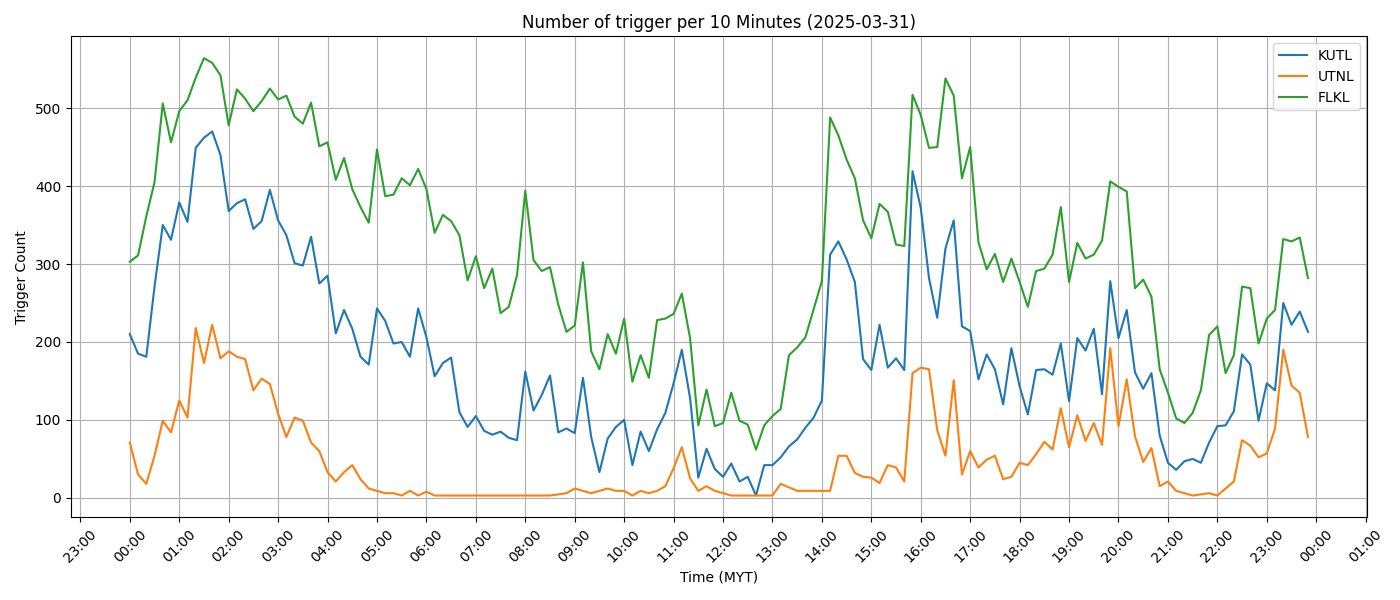 Number of trigger per 10 Minutes (2025-03-31)
KUTL
UTNL
FLKL
Trigger Count
500
400
300
200
100
0
23:00 00:00 01:00 02:00 03:00 04:00 05:00 06:00 07:00 08:00 09:00 10:00 11:00 12:00 13:00 14:00 15:00 16:00 17:00 18:00 19:00 20:00 21:00 22:00 23:00 00:00 01:00
Time (MYT)